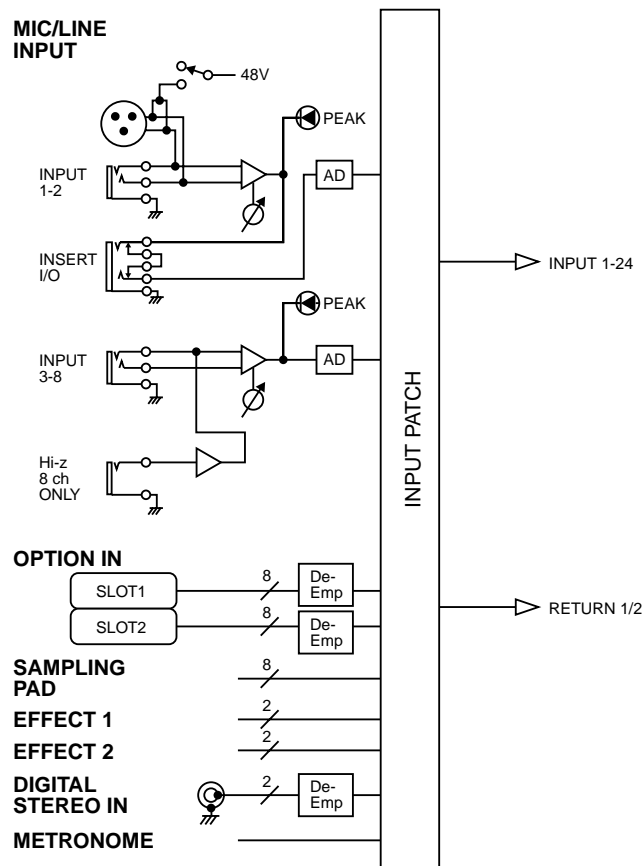 MIC/LINE
INPUT
48V
PEAK
INPUT
1-2
AD
INSERT
I/O
INPUT 1-24
PEAK
INPUT
3-8
AD
INPUT PATCH
Hi-z
8 ch
ONLY
OPTION IN
SLOT1
8
De-
Emp
SLOT2
8
De-
Emp
RETURN 1/2
SAMPLING
PAD
8
EFFECT 1
2
EFFECT 2
2
DIGITAL
STEREO IN
2
De-
Emp
METRONOME